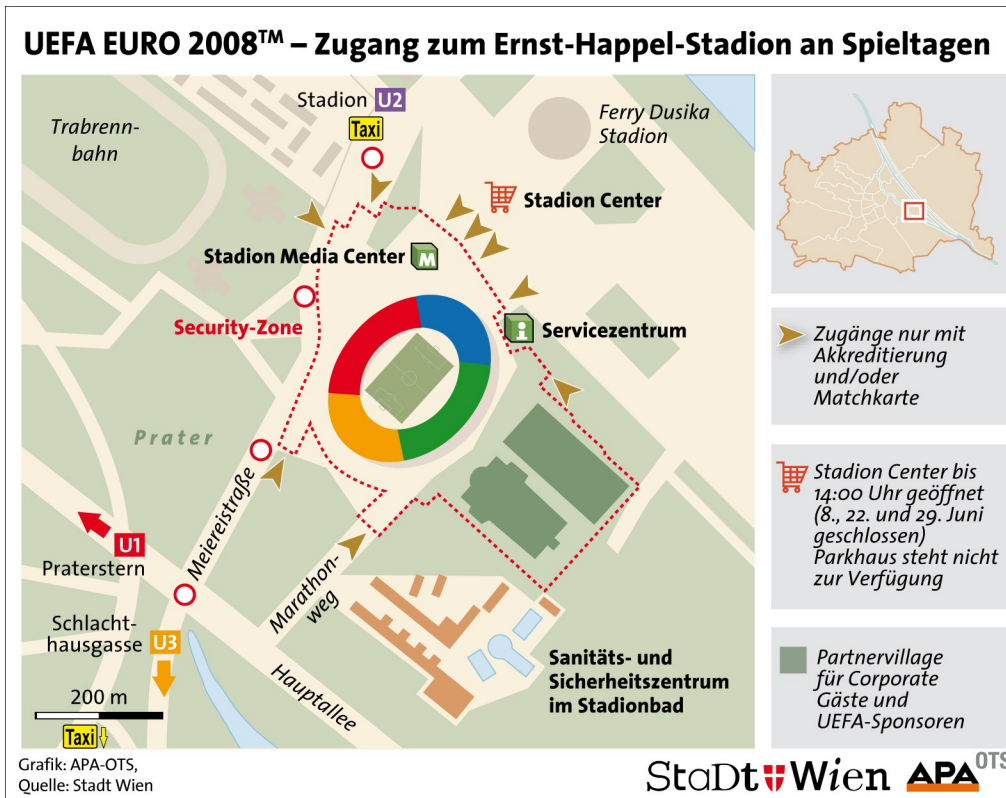 UEFA EURO 2008™ – Zugang zum Ernst-Happel-Stadion an Spieltagen
Stadion U2
Taxi
Trabrenn-
bahn
Ferry Dusika
Stadion
Stadion Center
Stadion Media Center M
Security-Zone
i Servicezentrum
Prater
Meiereistraße
U1
Praterstern
Schlacht-
hausgasse U3
Marathon-
weg
Hauptallee
Sanitäts- und
Sicherheitszentrum
im Stadionbad
200 m
Taxi
Zugänge nur mit
Akkreditierung
und/oder
Matchkarte
Stadion Center bis
14:00 Uhr geöffnet
(8., 22. und 29. Juni
geschlossen)
Parkhaus steht nicht
zur Verfügung
Partnervillage
für Corporate
Gäste und
UEFA-Sponsoren
Grafik: APA-OTS,
Quelle: Stadt Wien
StaDt Wien
APA OTS